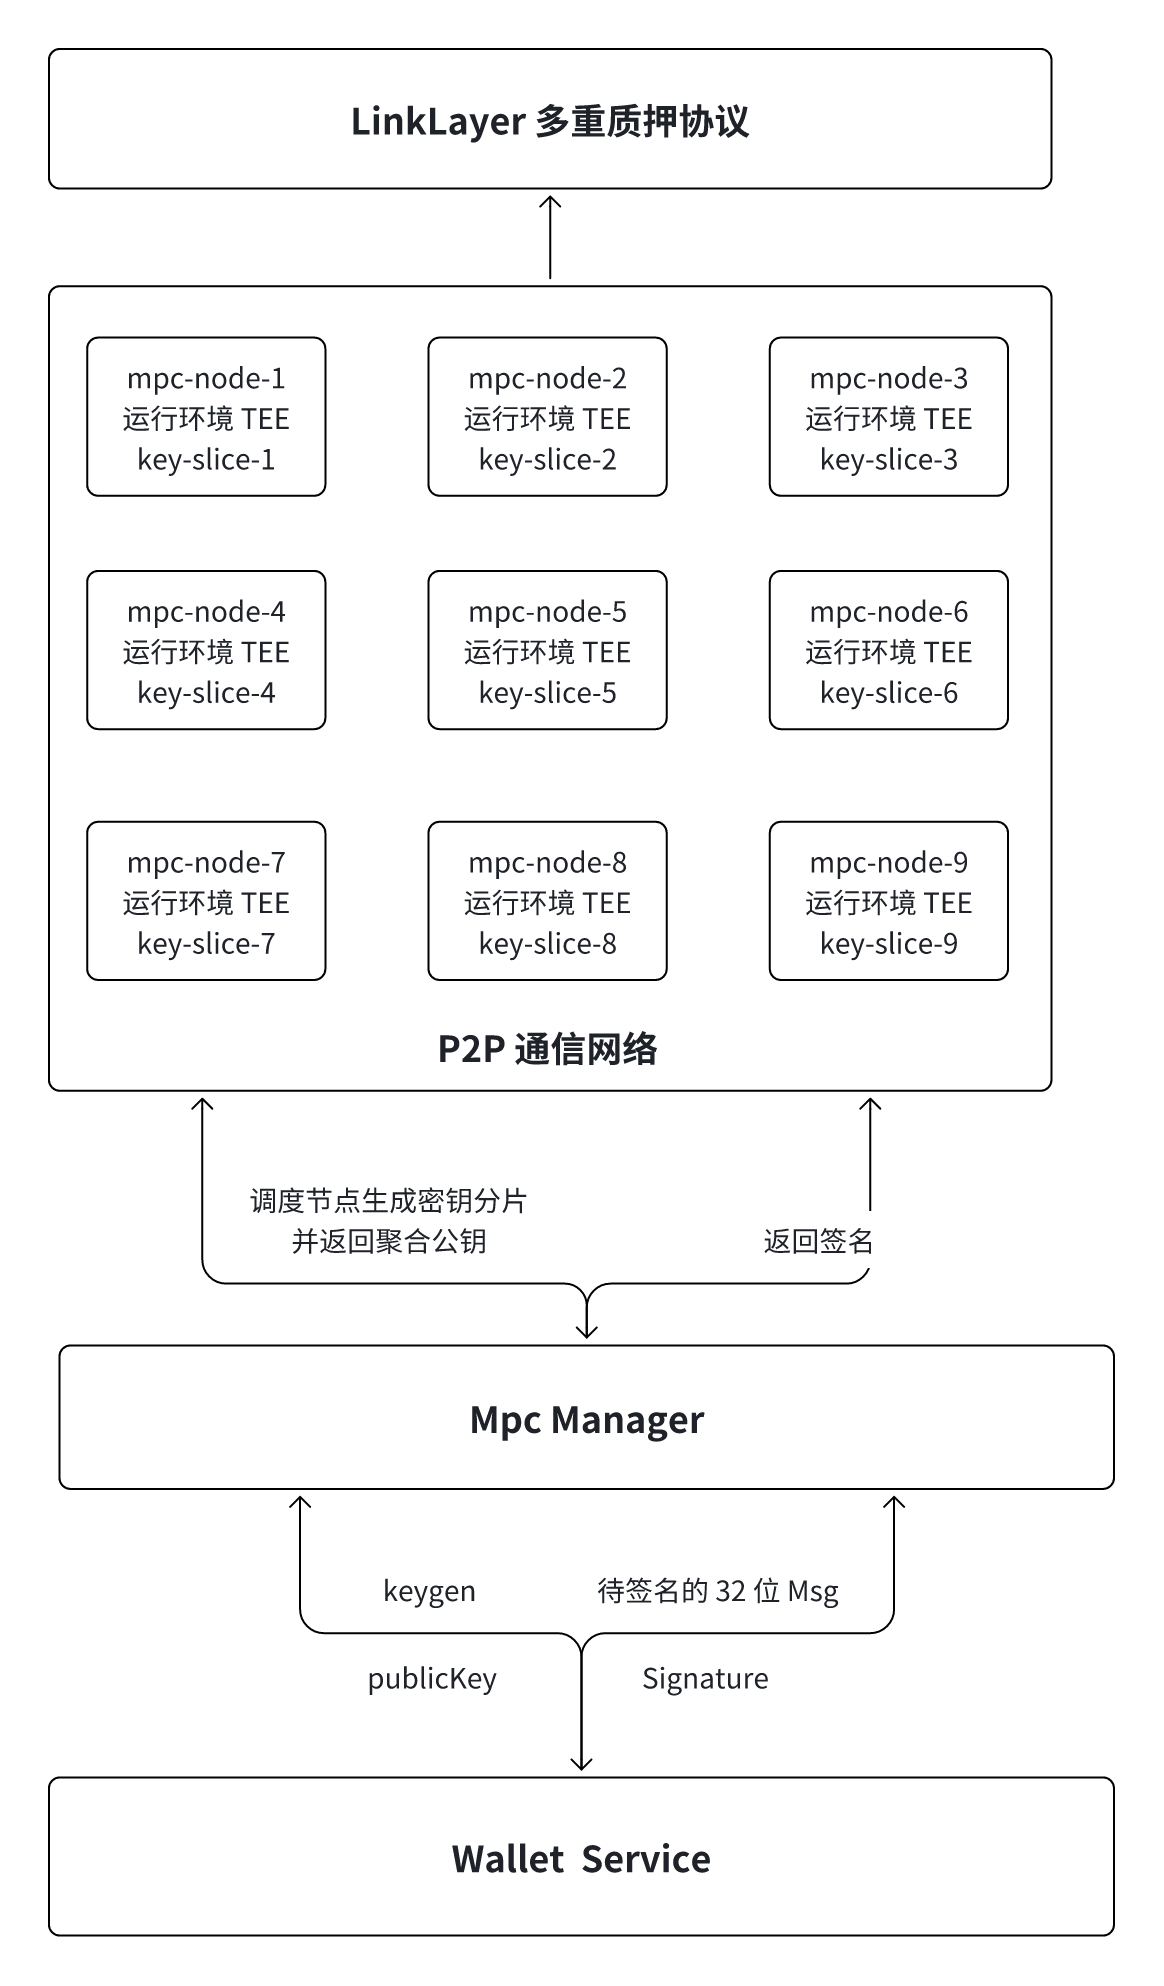 LinkLayer 多重质押协议
mpc-node-1
运行环境 TEE
key-slice-1
mpc-node-2
运行环境 TEE
key-slice-2
mpc-node-3
运行环境 TEE
key-slice-3
mpc-node-4
运行环境 TEE
key-slice-4
mpc-node-5
运行环境 TEE
key-slice-5
mpc-node-6
运行环境 TEE
key-slice-6
mpc-node-7
运行环境 TEE
key-slice-7
mpc-node-8
运行环境 TEE
key-slice-8
mpc-node-9
运行环境 TEE
key-slice-9
P2P 通信网络
调度节点生成密钥分片
并返回聚合公钥
返回签名
Mpc Manager
keygen
待签名的 32 位 Msg
publicKey
Signature
Wallet Service